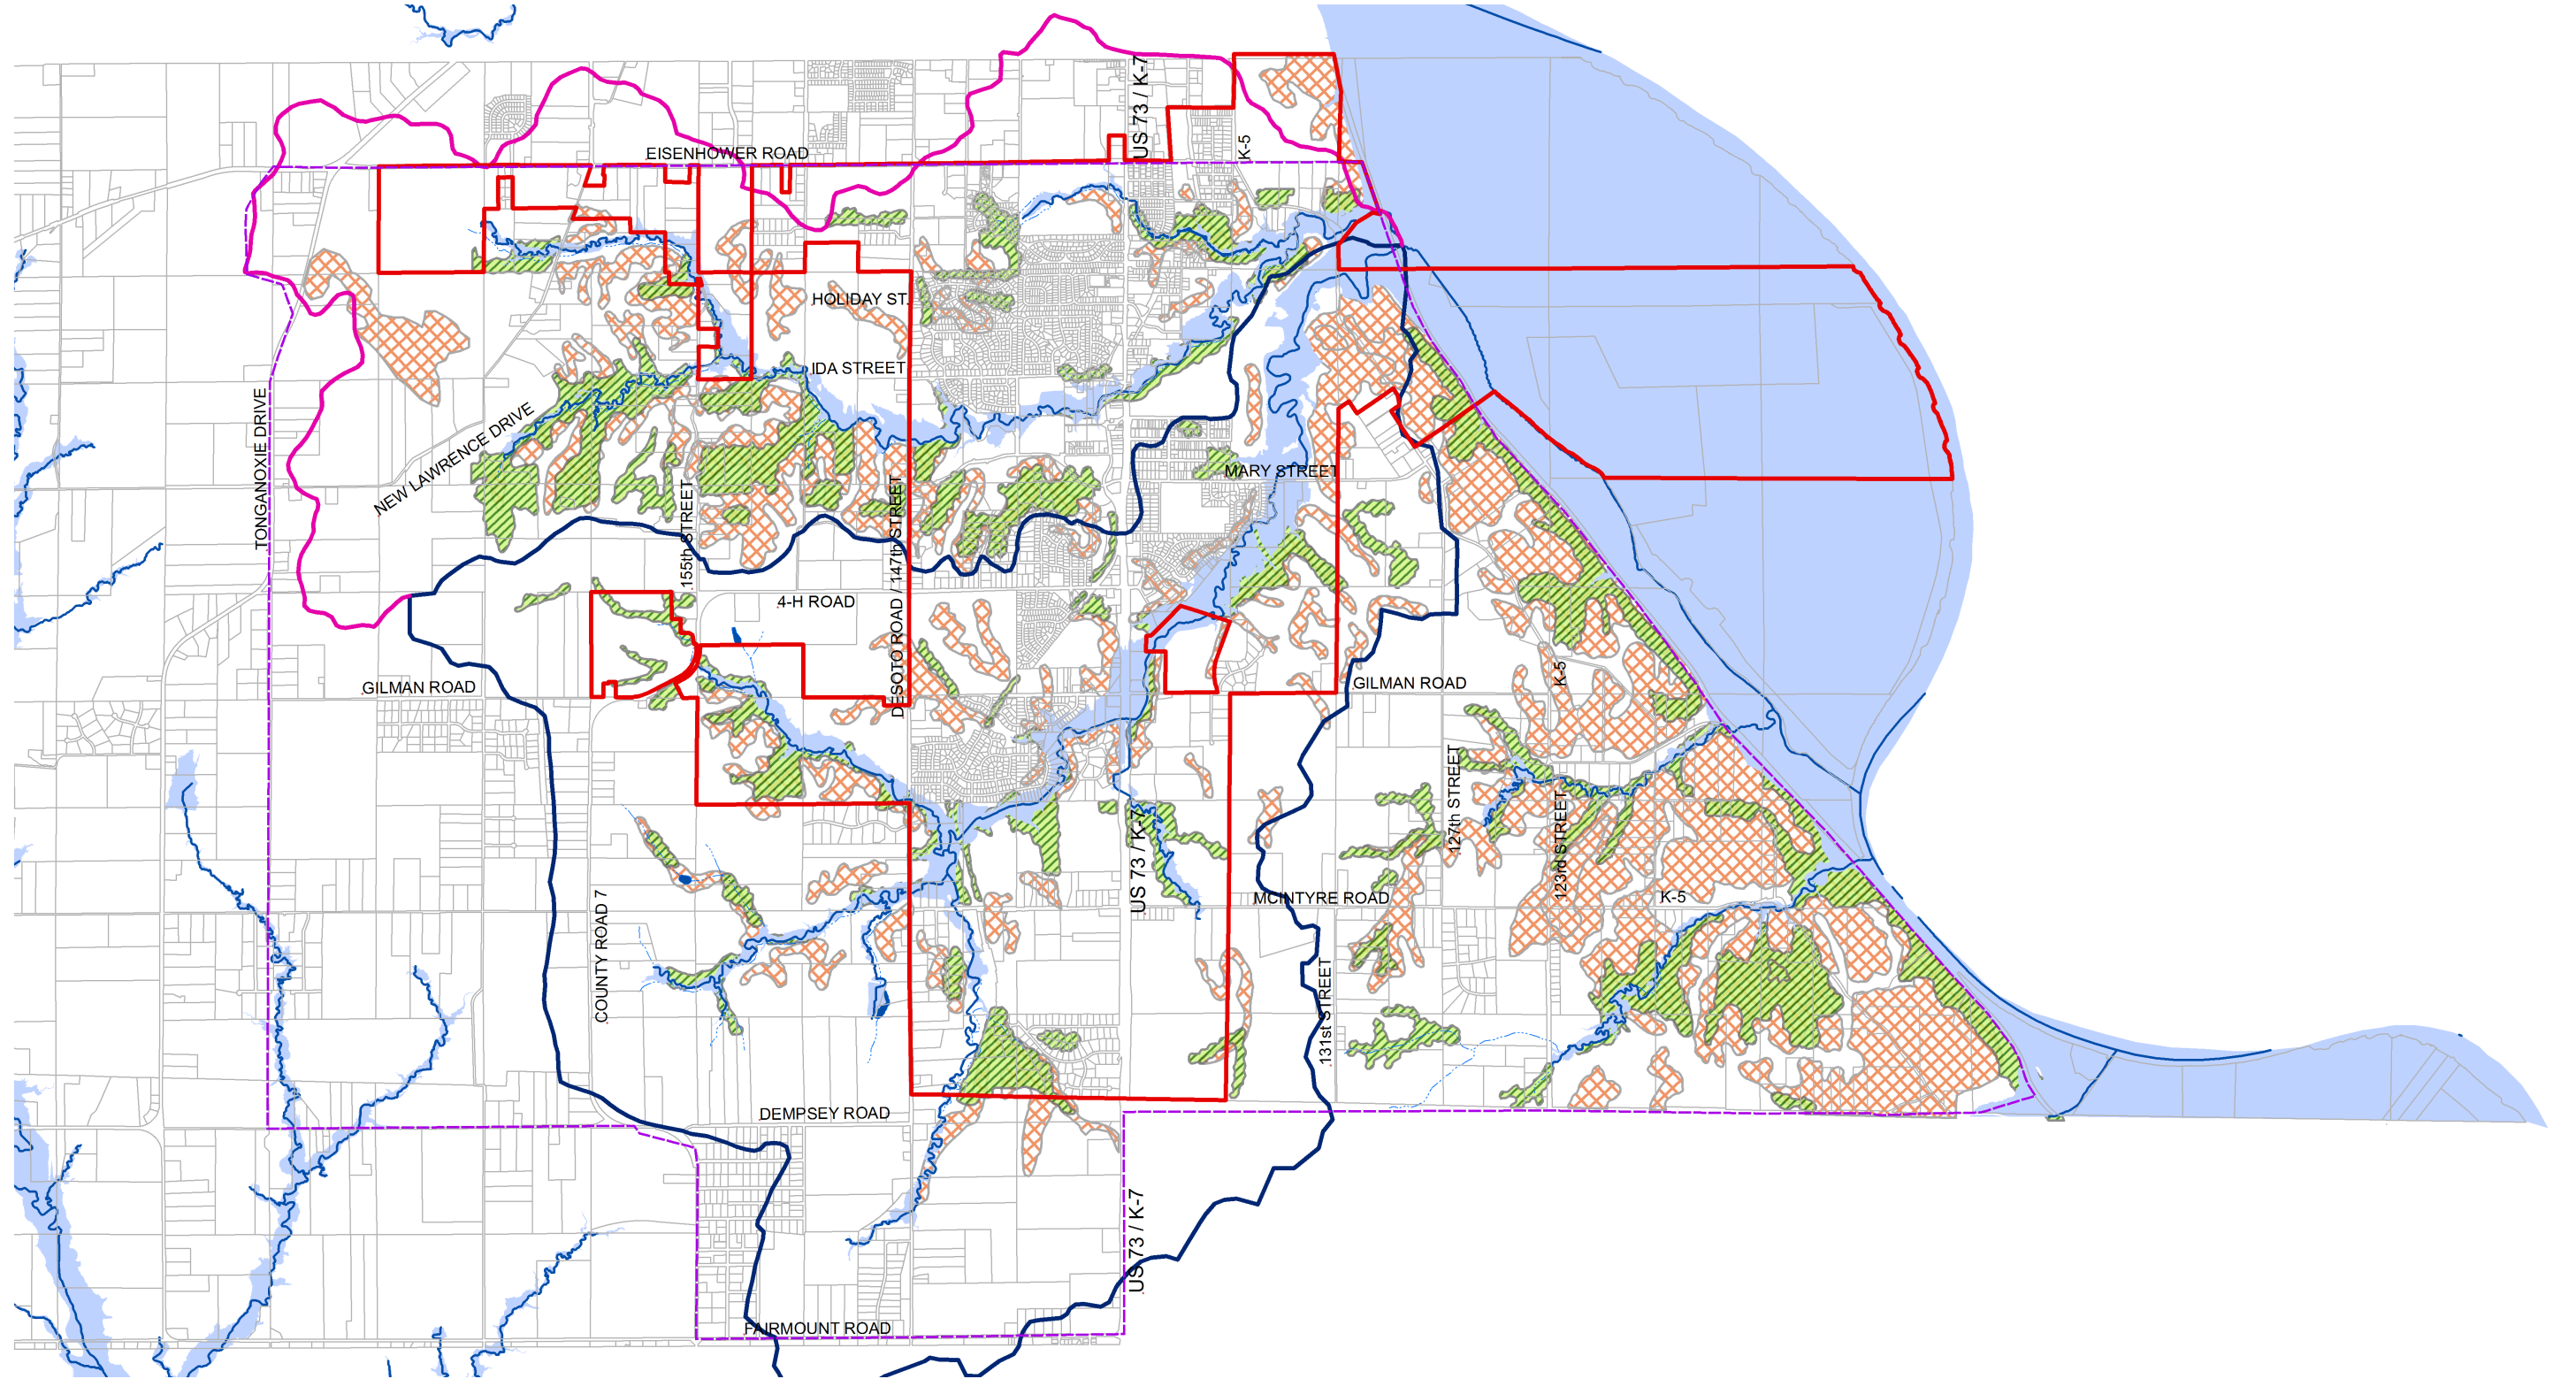 US 73 / K-7
EISENHOWER ROAD
K-5
HOLIDAY ST.
IDA STREET
TONGANOXIE DRIVE
NEW LAWRENCE DRIVE
MARY STREET
155th STREET
DESOTO ROAD / 147th STREET
4-H ROAD
GILMAN ROAD
GILMAN ROAD
K-5
127th STREET
123rd STREET
US 73 / K-7
MCINTYRE ROAD
K-5
COUNTY ROAD 7
131st STREET
DEMPSEY ROAD
US 73 / K-7
FAIRMOUNT ROAD